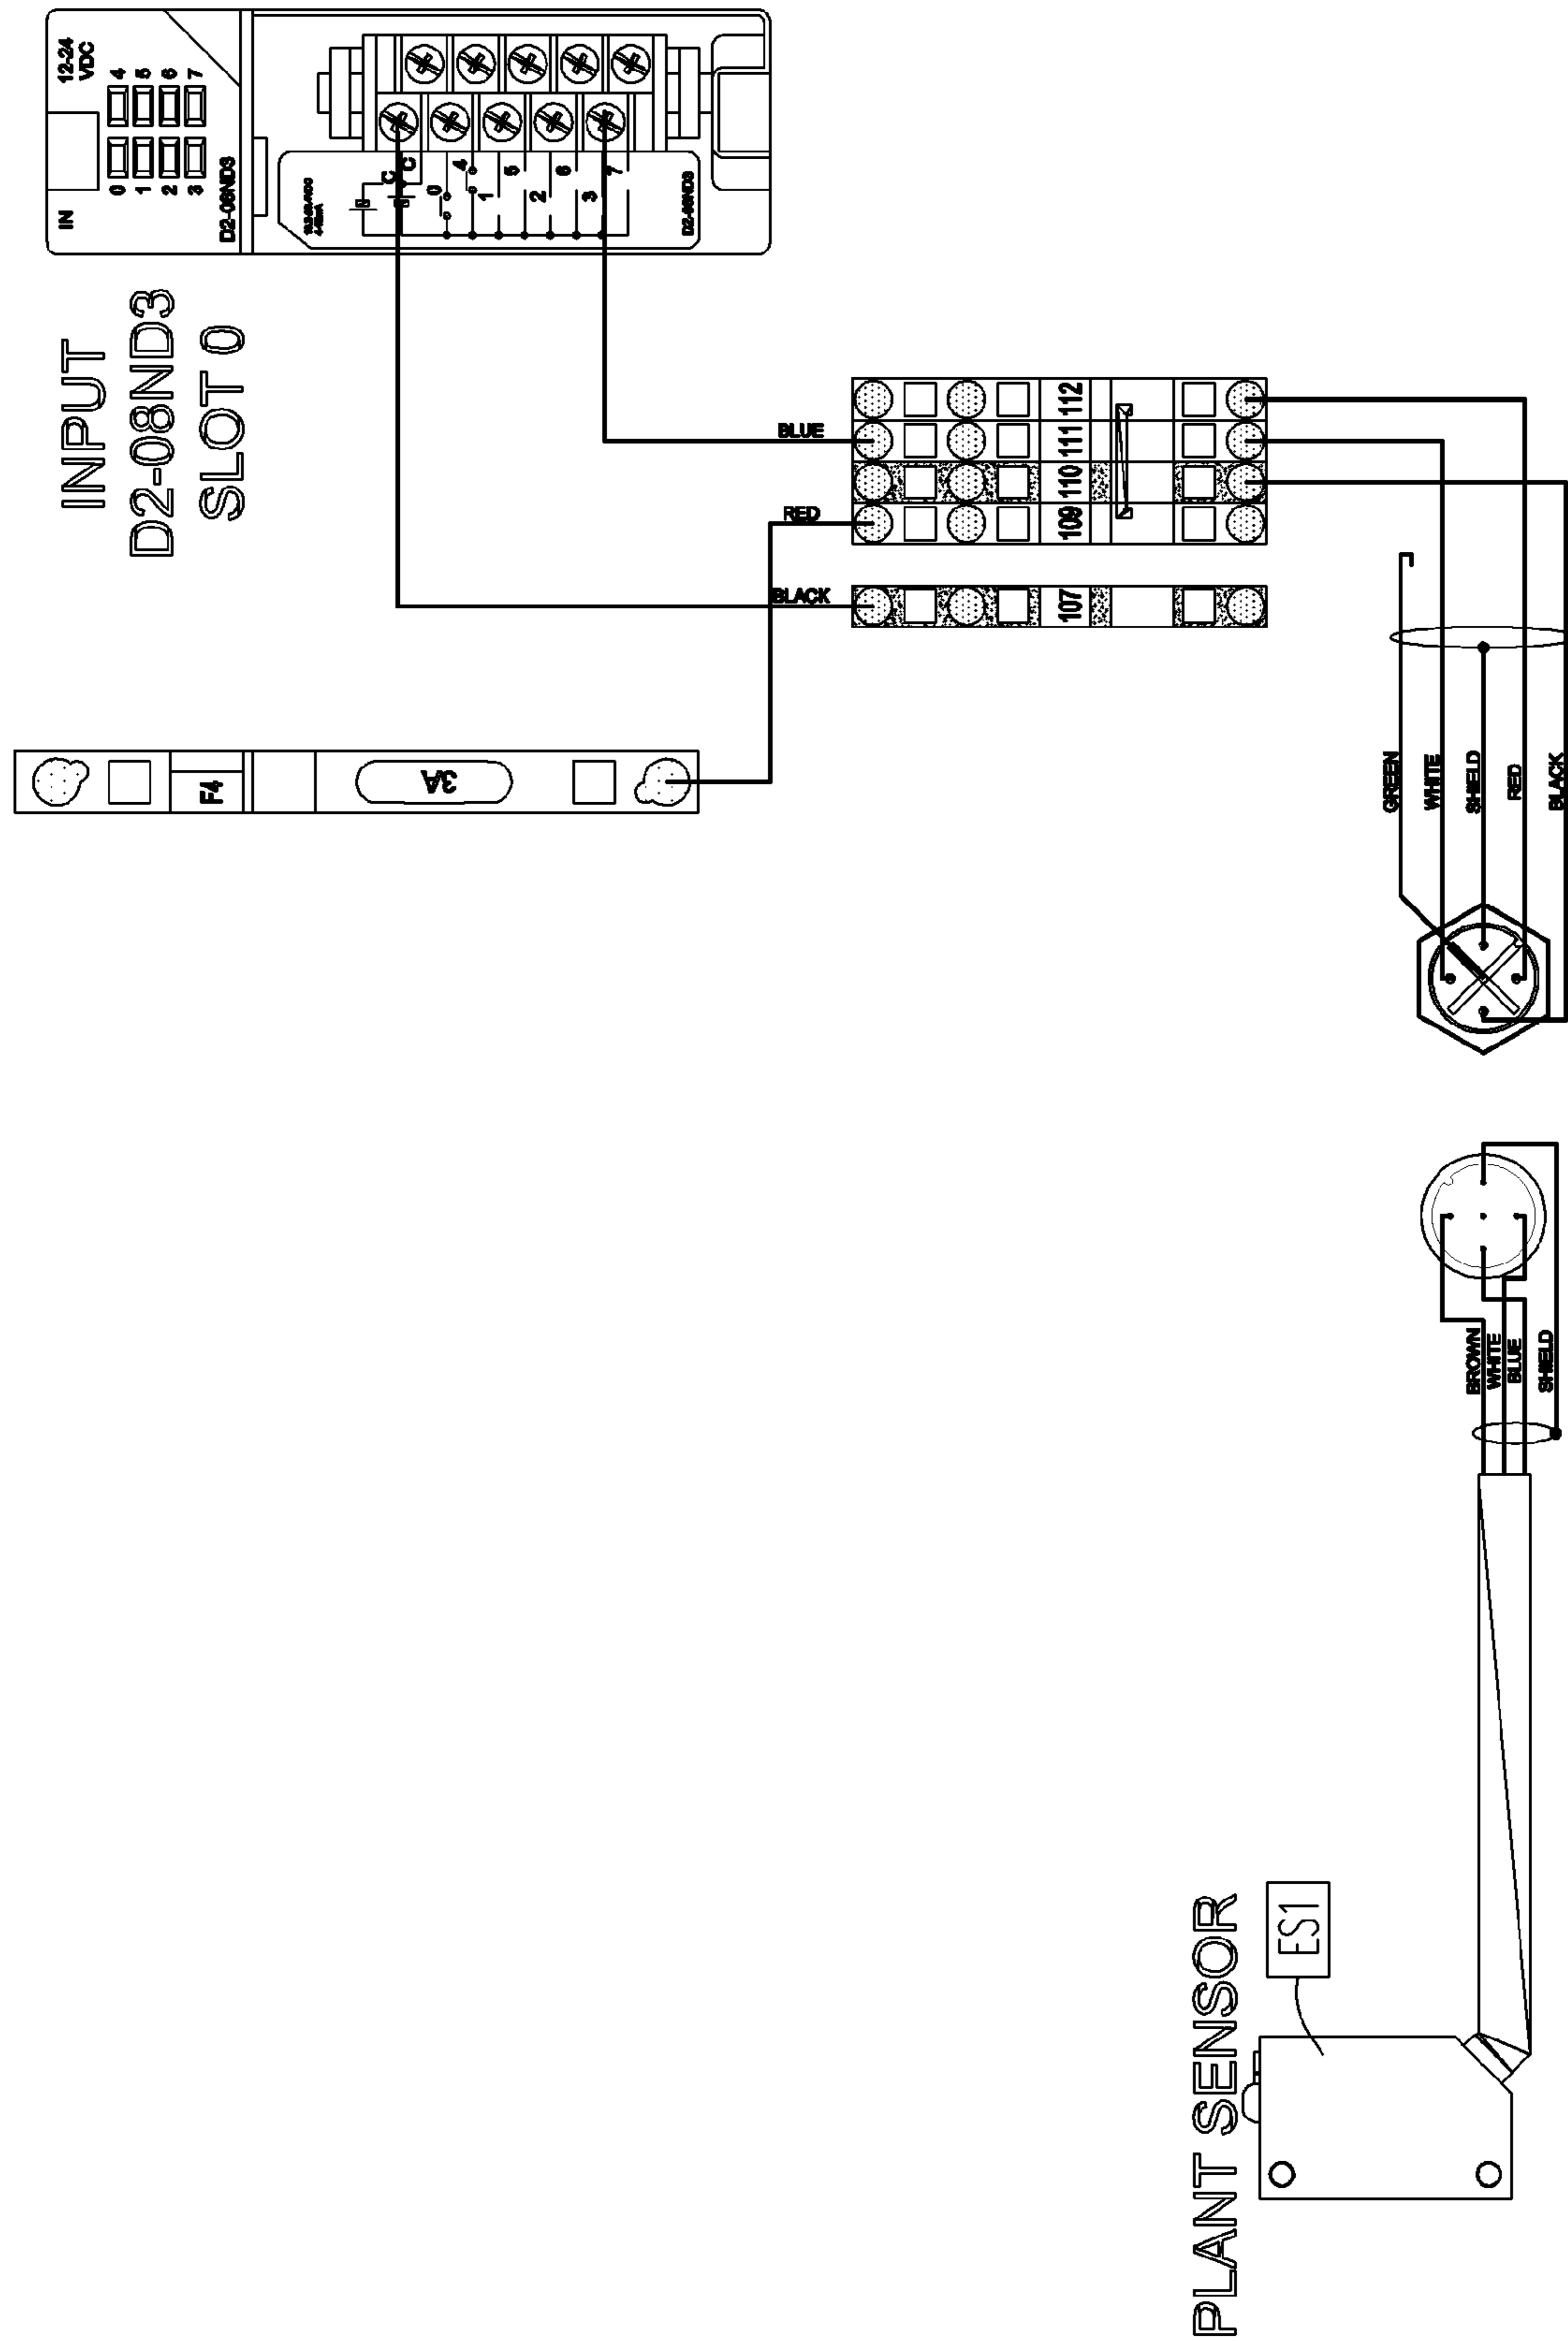 INPUT
D2-08ND3
SLOT 0
IN
12-24
VDC
0
4
1
5
2
6
3
7
D2-08ND3
C
C
0
4
1
5
2
6
3
7
D2-08ND3
BLUE
RED
BLACK
112
111
110
109
107
F4
3A
GREEN
WHITE
SHIELD
RED
BLACK
BROWN
WHITE
BLUE
SHIELD
PLANT SENSOR
ES1